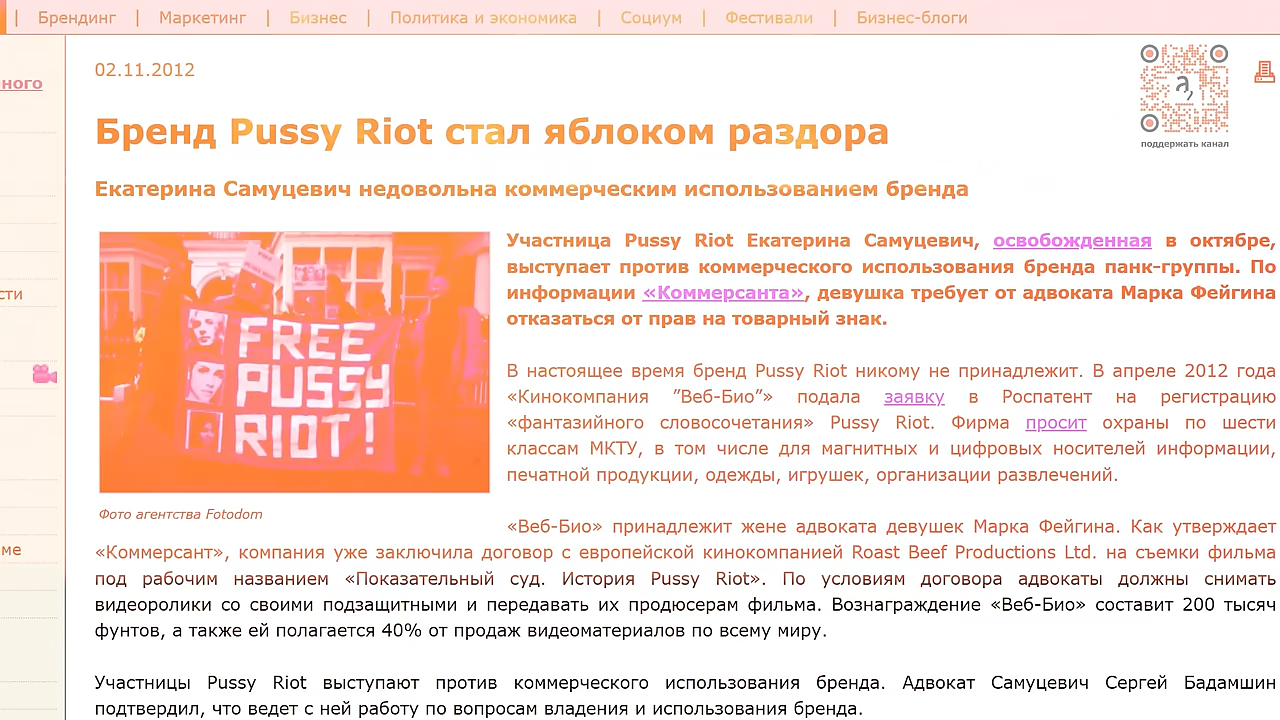 | Брендинг | Маркетинг | Бизнес | Политика и экономика | Социум | Фестивали | Бизнес-блоги
ного
сти
ме
02.11.2012
поддержать канал
Бренд Pussy Riot стал яблоком раздора
Екатерина Самуцевич недовольна коммерческим использованием бренда
FREE
PUSSY
RIOT!
Фото агентства Fotodom
Участница Pussy Riot Екатерина Самуцевич, освобожденная в октябре,
выступает против коммерческого использования бренда панк-группы. По
информации «Коммерсанта», девушка требует от адвоката Марка Фейгина
отказаться от прав на товарный знак.
В настоящее время бренд Pussy Riot никому не принадлежит. В апреле 2012 года
«Кинокомпания ”Веб-Био”» подала заявку в Роспатент на регистрацию
«фантазийного словосочетания» Pussy Riot. Фирма просит охраны по шести
классам МКТУ, в том числе для магнитных и цифровых носителей информации,
печатной продукции, одежды, игрушек, организации развлечений.
«Веб-Био» принадлежит жене адвоката девушек Марка Фейгина. Как утверждает
«Коммерсант», компания уже заключила договор с европейской кинокомпанией Roast Beef Productions Ltd. на съемки фильма
под рабочим названием «Показательный суд. История Pussy Riot». По условиям договора адвокаты должны снимать
видеоролики со своими подзащитными и передавать их продюсерам фильма. Вознаграждение «Веб-Био» составит 200 тысяч
фунтов, а также ей полагается 40% от продаж видеоматериалов по всему миру.
Участницы Pussy Riot выступают против коммерческого использования бренда. Адвокат Самуцевич Сергей Бадамшин
подтвердил, что ведет с ней работу по вопросам владения и использования бренда.